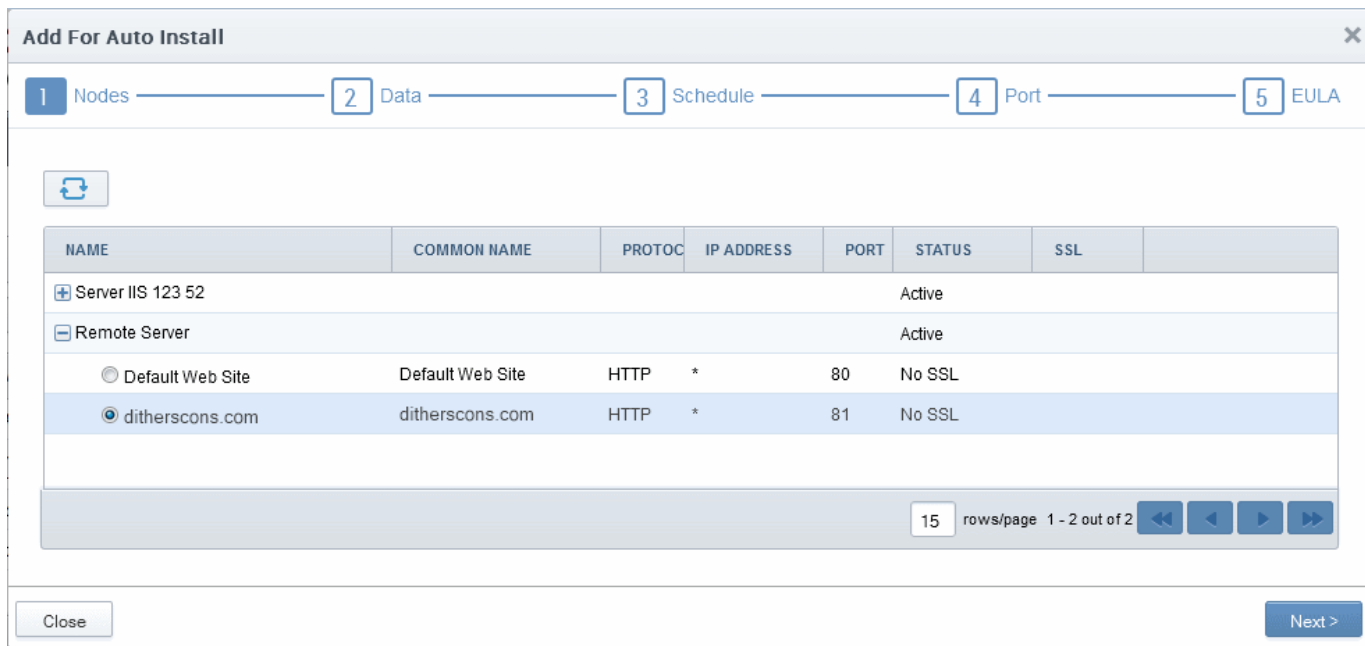 Add For Auto Install
1 Nodes 2 Data 3 Schedule 4 Port 5 EULA
NAME COMMON NAME PROTOC IP ADDRESS PORT STATUS SSL
Server IIS 123 52 Active
Remote Server Active
Default Web Site Default Web Site HTTP * 80 No SSL
ditherscons.com ditherscons.com HTTP * 81 No SSL
15 rows/page 1 - 2 out of 2
Close Next >